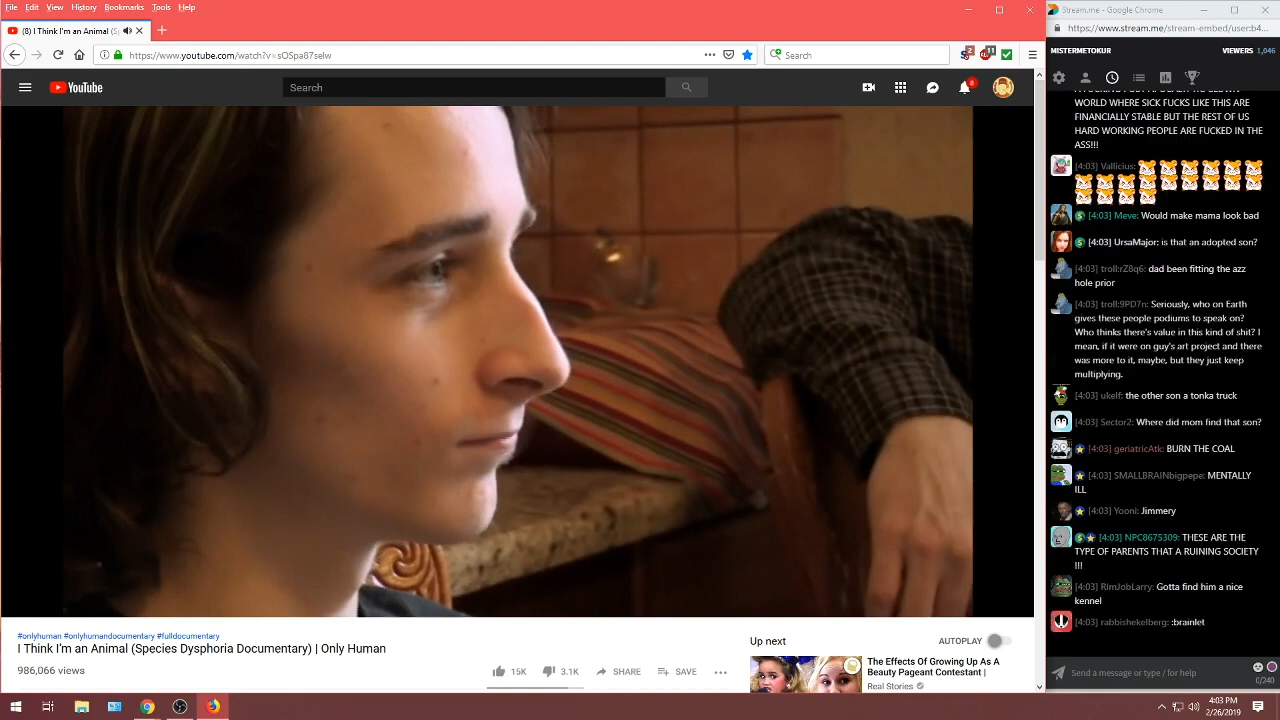 File Edit View History Bookmarks Tools Help
(8) I Think I'm an Animal (S
https://www.youtube.com/watch?v=sOSpa87selw
Search
2
11
YouTube
Search
8
#onlyhuman #onlyhumandocumentary #fulldocumentary
I Think I'm an Animal (Species Dysphoria Documentary) | Only Human
986,066 views
15K
3.1K
SHARE
SAVE
Up next
AUTOPLAY
The Effects Of Growing Up As A
Beauty Pageant Contestant |
Real Stories
Stream.me - Google Chrome
https://www.stream.me/stream-embed/user:b4...
MISTERMETOKUR
VIEWERS 1,046
WORLD WHERE SICK FUCKS LIKE THIS ARE
FINANCIALLY STABLE BUT THE REST OF US
HARD WORKING PEOPLE ARE FUCKED IN THE
ASS!!!
[4:03] Vallicius:
[4:03] Meve: Would make mama look bad
[4:03] UrsaMajor: is that an adopted son?
[4:03] troll:rZ8q6: dad been fitting the azz
hole prior
[4:03] troll:9PD7n: Seriously, who on Earth
gives these people podiums to speak on?
Who thinks there's value in this kind of shit? I
mean, if it were on guy's art project and there
was more to it, maybe, but they just keep
multiplying.
[4:03] ukelf: the other son a tonka truck
[4:03] Sector2: Where did mom find that son?
[4:03] geriatricAtk: BURN THE COAL
[4:03] SMALLBRAINbigpepe: MENTALLY
ILL
[4:03] Yooni: Jimmery
[4:03] NPC8675309: THESE ARE THE
TYPE OF PARENTS THAT A RUINING SOCIETY
!!!
[4:03] RimJobLarry: Gotta find him a nice
kennel
[4:03] rabbishekelberg: :brainlet
Send a message or type / for help
0/240
4:03 PM
2/26/2019